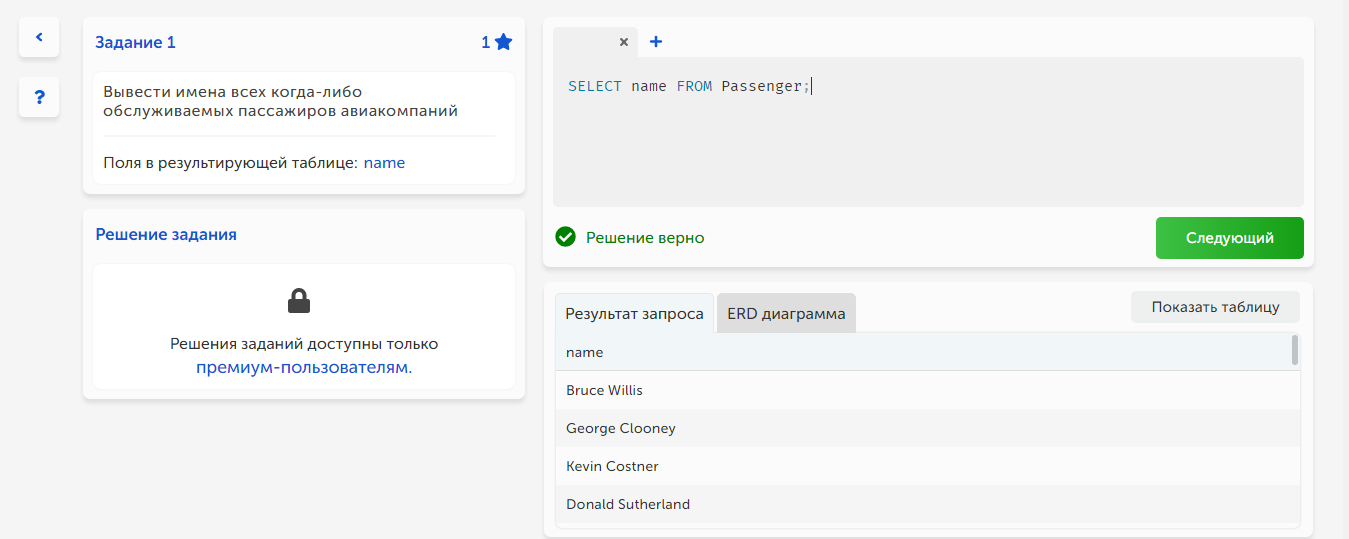 Задание 1
1
Вывести имена всех когда-либо
обслуживаемых пассажиров авиакомпаний
Поля в результирующей таблице: name
?
Решение задания
Решения заданий доступны только
премиум-пользователям.
SELECT name FROM Passenger;
Решение верно
Следующий
Результат запроса
ERD диаграмма
Показать таблицу
name
Bruce Willis
George Clooney
Kevin Costner
Donald Sutherland